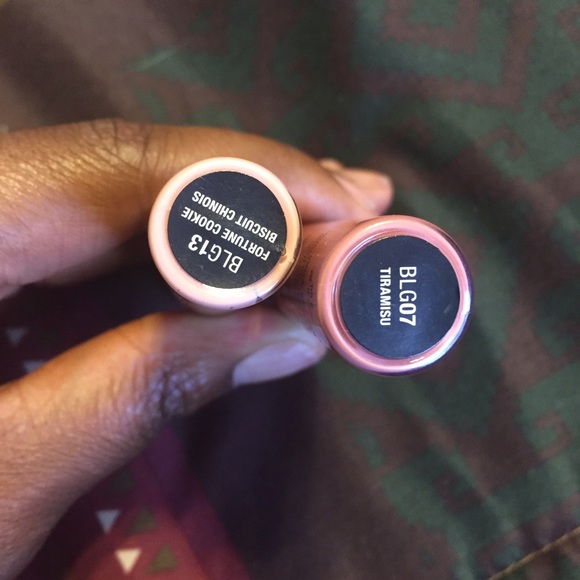 BLG13
FORTUNE COOKIE
BISCUIT CHINOIS
BLG07
TIRAMISU